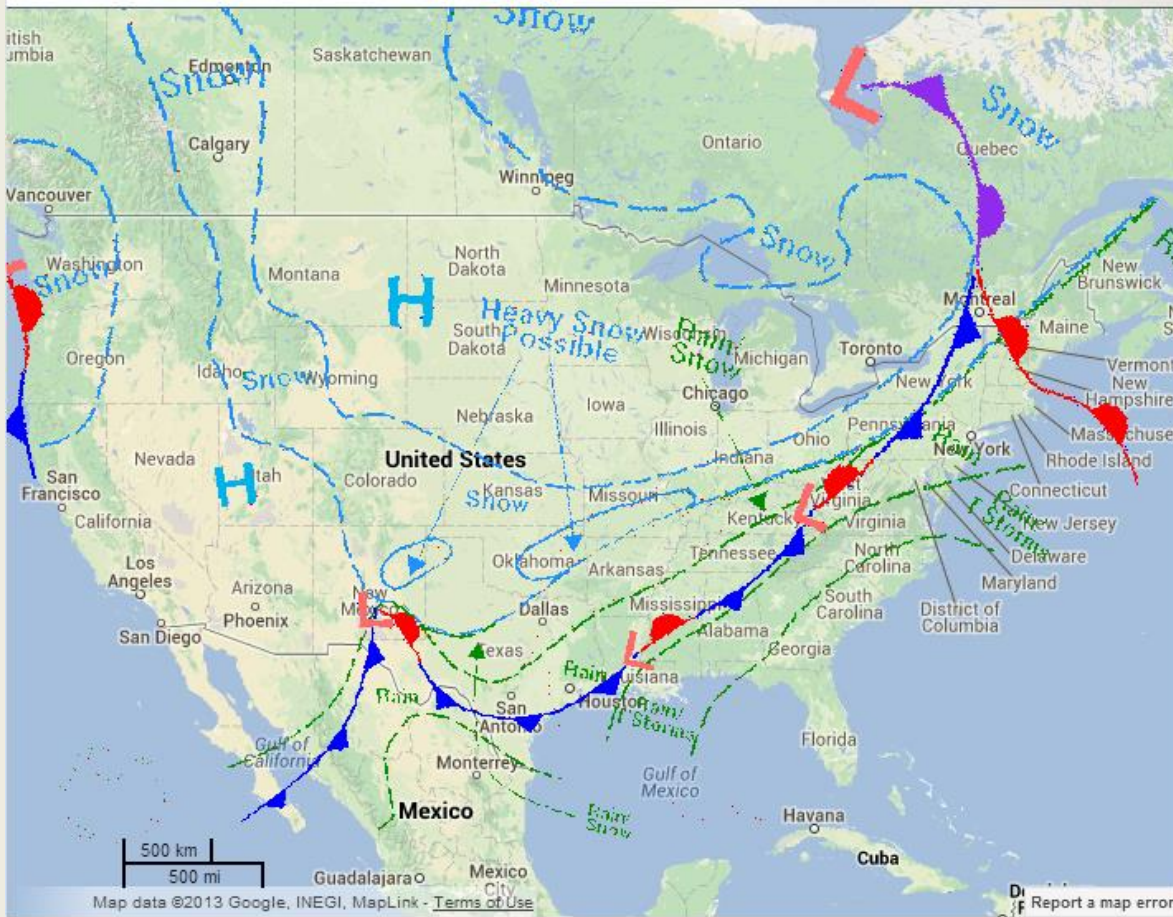 Snow
itish
umbia
Edmonton
Saskatchewan
Snow
Snow
Calgary
Ontario
Quebec
Winnipeg
Vancouver
Snow
Washington
Snow
Montana
North
Dakota
Minnesota
New
Brunswick
Montreal
Maine
H
Heavy Snow
Possible
South
Dakota
Wisconsin
Rain/
Snow
Michigan
Toronto
Oregon
Idaho
Snow
Wyoming
New York
Vermont
New
Hampshire
Chicago
Iowa
Nebraska
Illinois
Indiana
Ohio
Pennsylvania
Massachuse
New York
Rain
Rhode Island
Nevada
Utah
H
Colorado
United States
Kansas
Snow
Missouri
West
Virginia
Connecticut
San
Francisco
California
Kentucky
Virginia
Rain/
T Storms
New Jersey
Delaware
Maryland
District of
Columbia
Oklahoma
Arkansas
Tennessee
North
Carolina
Los
Angeles
Arizona
Phoenix
New
Mexico
L
L
L
L
Dallas
Mississippi
Alabama
South
Carolina
Georgia
San Diego
Texas
Rain
Rain
Louisiana
Houston
San
Antonio
Rain/
T Storms
Gulf of
California
Monterrey
Gulf of
Mexico
Florida
Mexico
Rain/
Snow
Havana
Cuba
500 km
500 mi
Guadalajara
Mexico
City
Map data ©2013 Google, INEGI, MapLink - Terms of Use
Report a map error